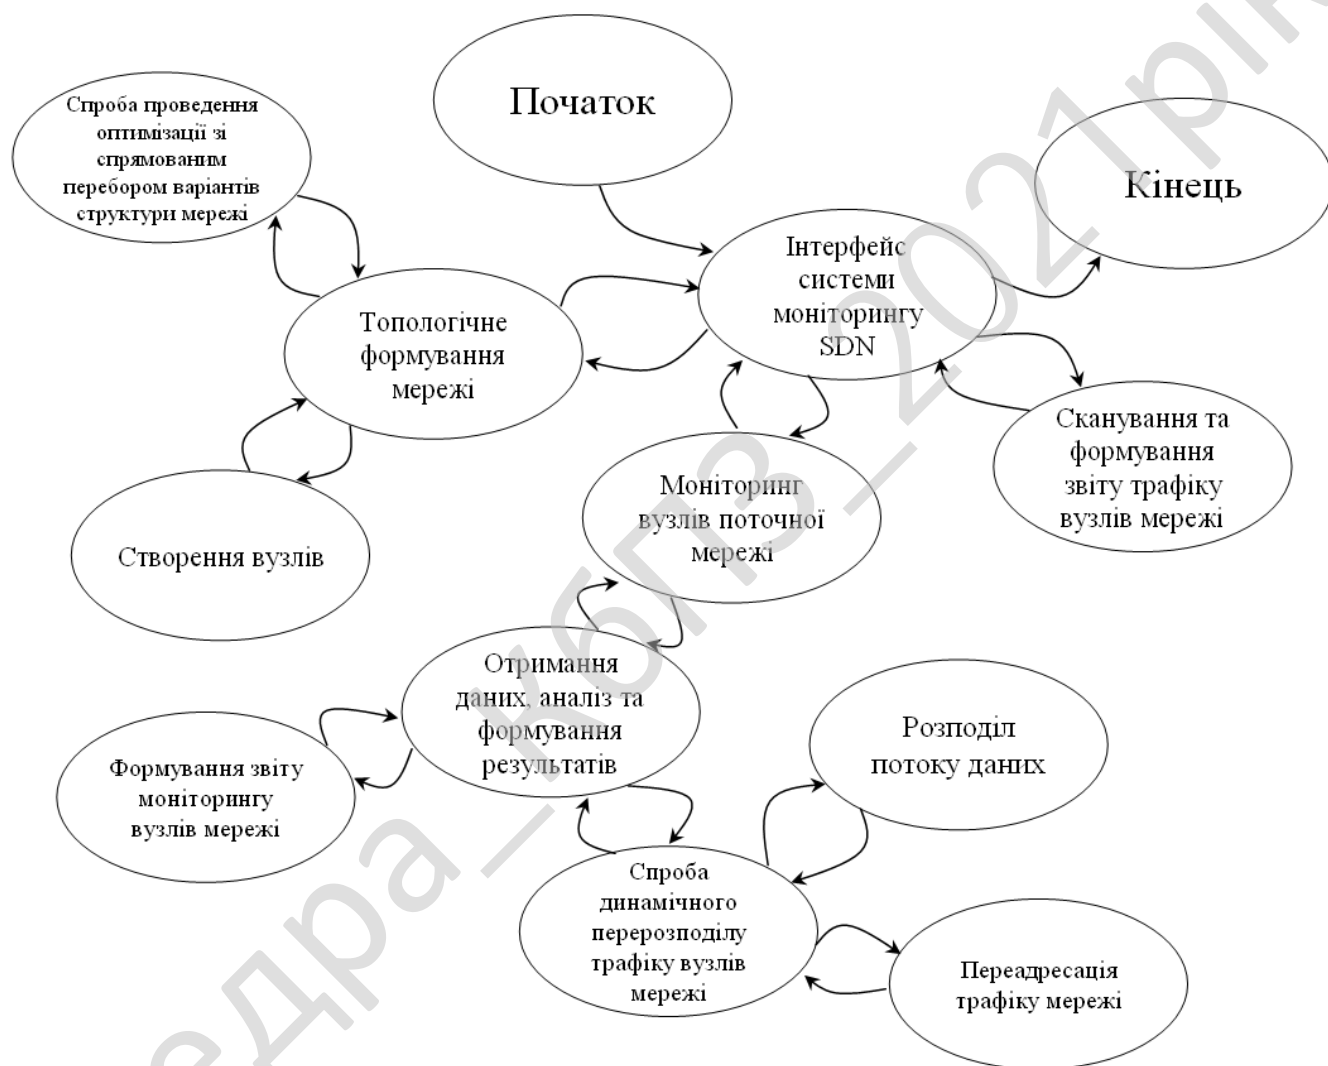 Початок
Спроба проведення
оптимізації зі
спрямованим
перебором варіантів
структури мережі
Кінець
Інтерфейс
системи
моніторингу
SDN
Топологічне
формування
мережі
Сканування та
формування
звіту трафіку
вузлів мережі
Моніторинг
вузлів поточної
мережі
Створення вузлів
Отримання
даних, аналіз та
формування
результатів
Розподіл
потоку даних
Формування звіту
моніторингу
вузлів мережі
Спроба
динамічного
перерозподілу
трафіку вузлів
мережі
Переадресація
трафіку мережі